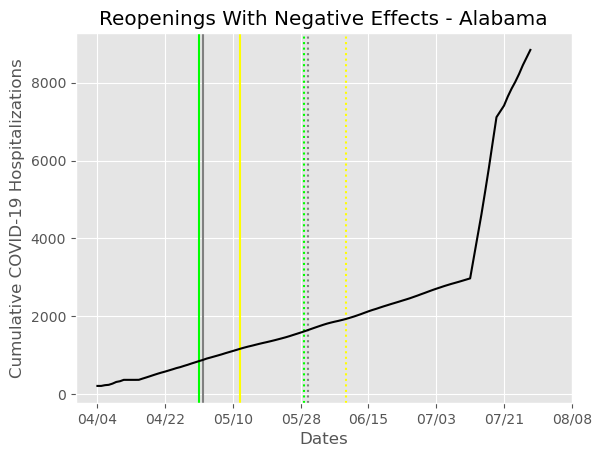 Reopenings With Negative Effects - Alabama
Cumulative COVID-19 Hospitalizations
8000
6000
4000
2000
0
04/04 04/22 05/10 05/28 06/15 07/03 07/21 08/08
Dates